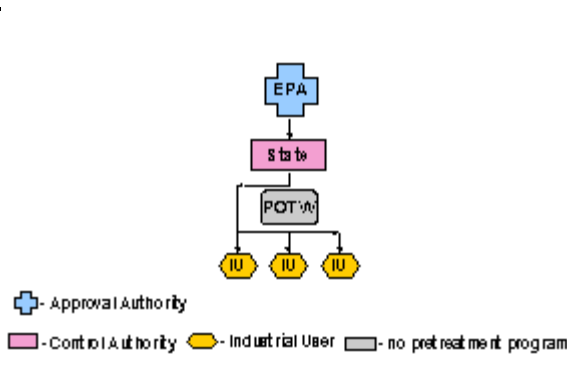 EPA
State
POTW
IU IU IU
- Approval Authority
- Control Authority - Industrial User - no pretreatment program